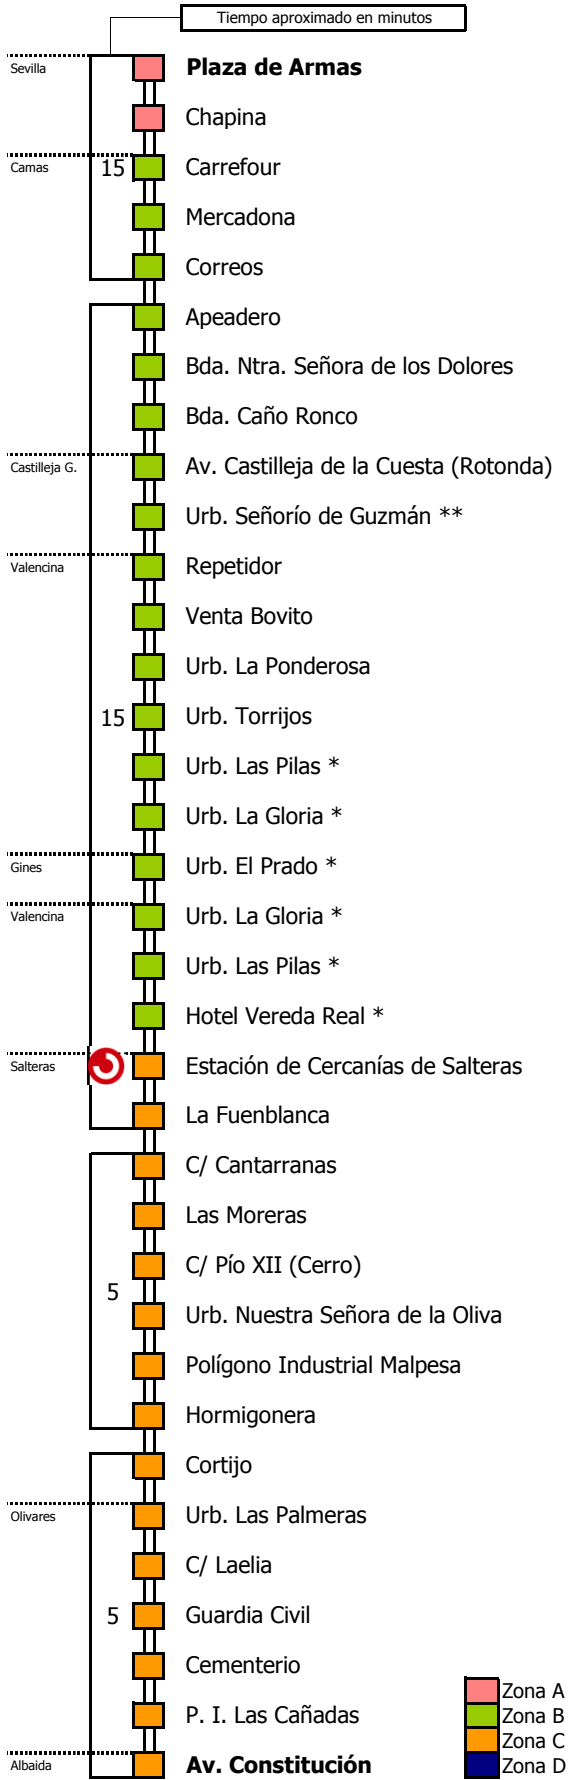 Tiempo aproximado en minutos
Sevilla
Plaza de Armas
Chapina
Camas
15
Carrefour
Mercadona
Correos
Apeadero
Bda. Ntra. Señora de los Dolores
Bda. Caño Ronco
Castilleja G.
Av. Castilleja de la Cuesta (Rotonda)
Urb. Señorío de Guzmán **
Valencina
Repetidor
Venta Bovito
Urb. La Ponderosa
15
Urb. Torrijos
Urb. Las Pilas *
Urb. La Gloria *
Gines
Urb. El Prado *
Valencina
Urb. La Gloria *
Urb. Las Pilas *
Hotel Vereda Real *
Salteras
Estación de Cercanías de Salteras
La Fuenblanca
C/ Cantarranas
Las Moreras
C/ Pío XII (Cerro)
5
Urb. Nuestra Señora de la Oliva
Polígono Industrial Malpesa
Hormigonera
Cortijo
Olivares
Urb. Las Palmeras
C/ Laelia
5
Guardia Civil
Cementerio
P. I. Las Cañadas
Albaida
Av. Constitución
Zona A
Zona B
Zona C
Zona D